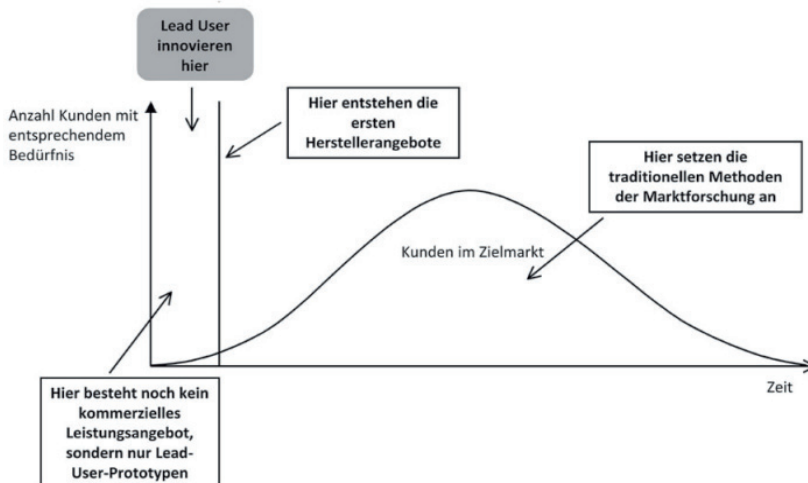 Lead User
innovieren
hier
Anzahl Kunden mit
entsprechendem
Bedürfnis
Hier entstehen die
ersten
Herstellerangebote
Hier setzen die
traditionellen Methoden
der Marktforschung an
Kunden im Zielmarkt
Zeit
Hier besteht noch kein
kommerzielles
Leistungsangebot,
sondern nur Lead-
User-Prototypen